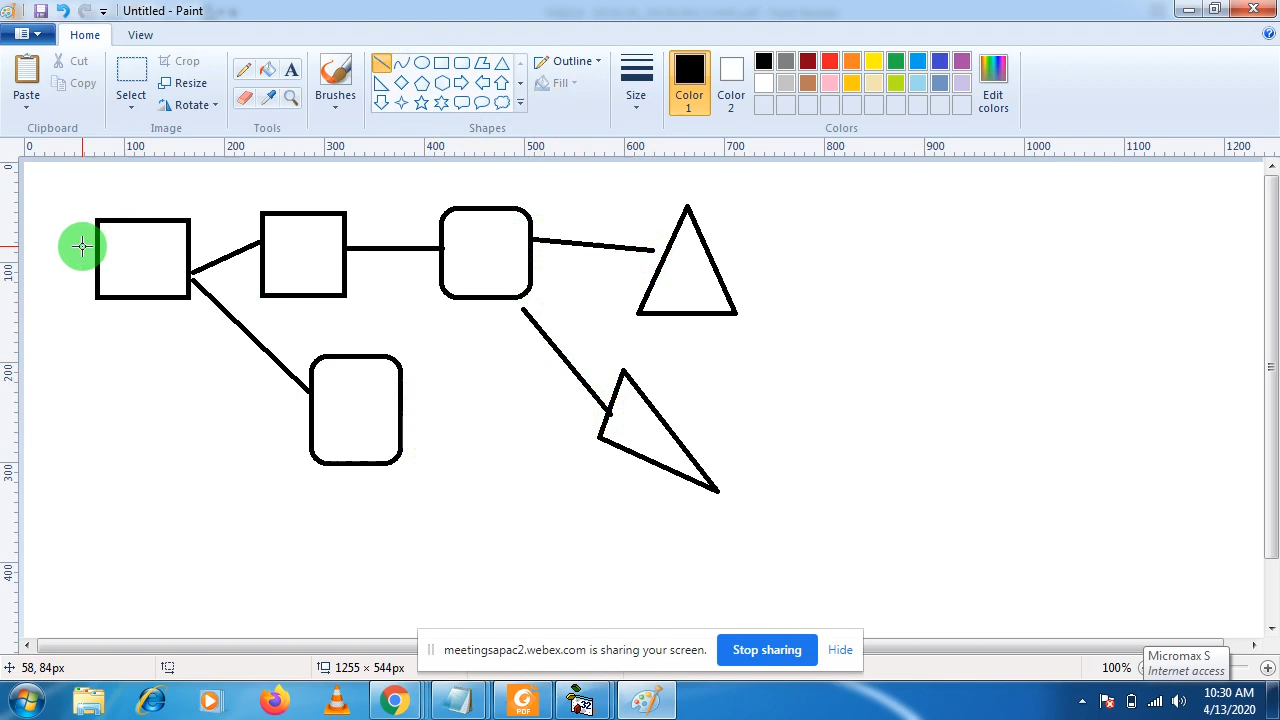 Untitled - Paint
Home
View
Paste
Cut
Copy
Clipboard
Select
Crop
Resize
Rotate
Image
A
Tools
Brushes
Outline
Fill
Shapes
Size
Color
1
Color
2
Edit
colors
Colors
0 100 200 300 400 500 600 700 800 900 1000 1100 1200
0
100
200
300
400
meetingsapac2.webex.com is sharing your screen.
Stop sharing
Hide
58, 84px
1255 × 544px
100%
Micromax S
Internet access
PDF
32
10:30 AM
4/13/2020